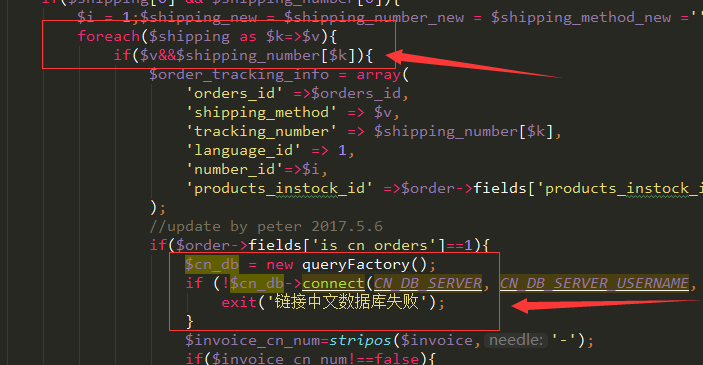 if($shipping[0] && $shipping_number[0]){
$i = 1;$shipping_new = $shipping_number_new = $shipping_method_new =''
foreach($shipping as $k=>$v){
if($v&&$shipping_number[$k]){
$order_tracking_info = array(
'orders_id' =>$orders_id,
'shipping_method' => $v,
'tracking_number' => $shipping_number[$k],
'language_id' => 1,
'number_id'=>$i,
'products_instock_id' =>$order->fields['products_instock_i
);
//update by peter 2017.5.6
if($order->fields['is_cn_orders']==1){
$cn_db = new queryFactory();
if (!$cn_db->connect(CN_DB_SERVER, CN_DB_SERVER_USERNAME,
exit('链接中文数据库失败');
}
$invoice_cn_num=stripos($invoice, needle: '-');
if($invoice_cn_num!==false){